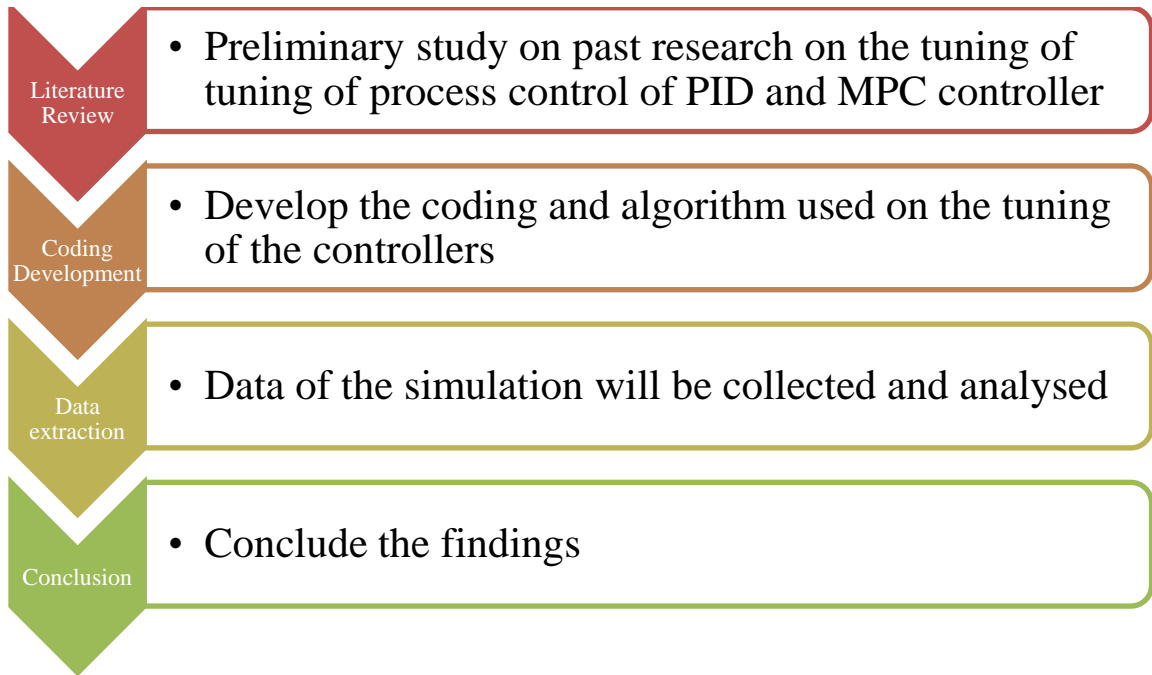 Literature
Review
• Preliminary study on past research on the tuning of
tuning of process control of PID and MPC controller
Coding
Development
• Develop the coding and algorithm used on the tuning
of the controllers
Data
extraction
• Data of the simulation will be collected and analysed
Conclusion
• Conclude the findings